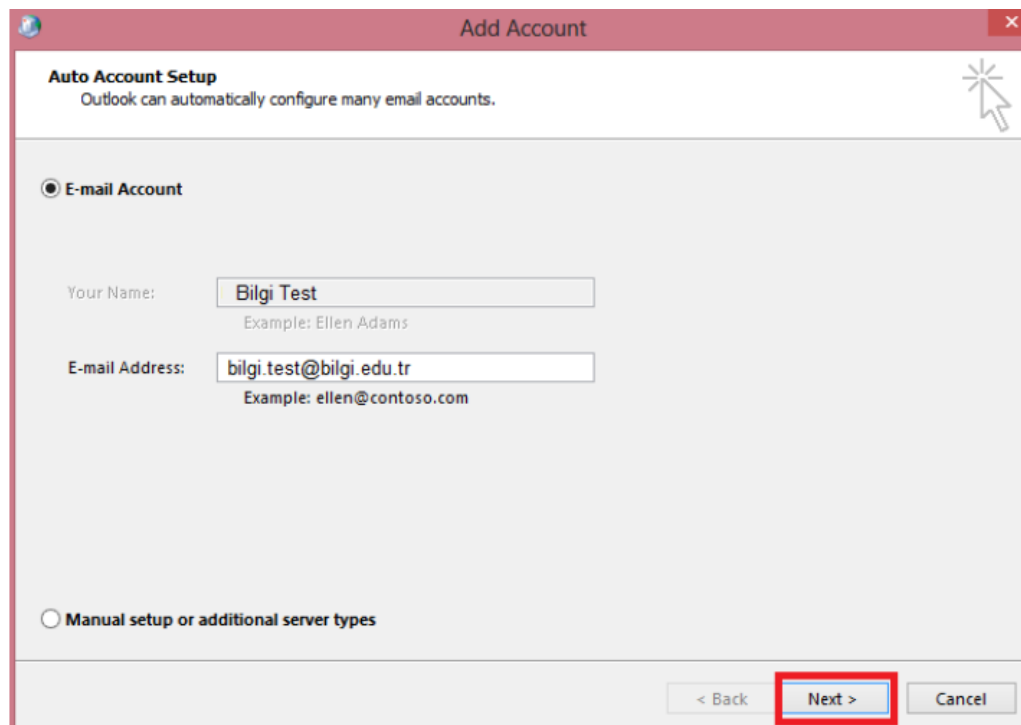 Add Account
Auto Account Setup
Outlook can automatically configure many email accounts.
E-mail Account
Your Name: Bilgi Test
Example: Ellen Adams
E-mail Address: bilgi.test@bilgi.edu.tr
Example: ellen@contoso.com
Manual setup or additional server types
< Back Next > Cancel